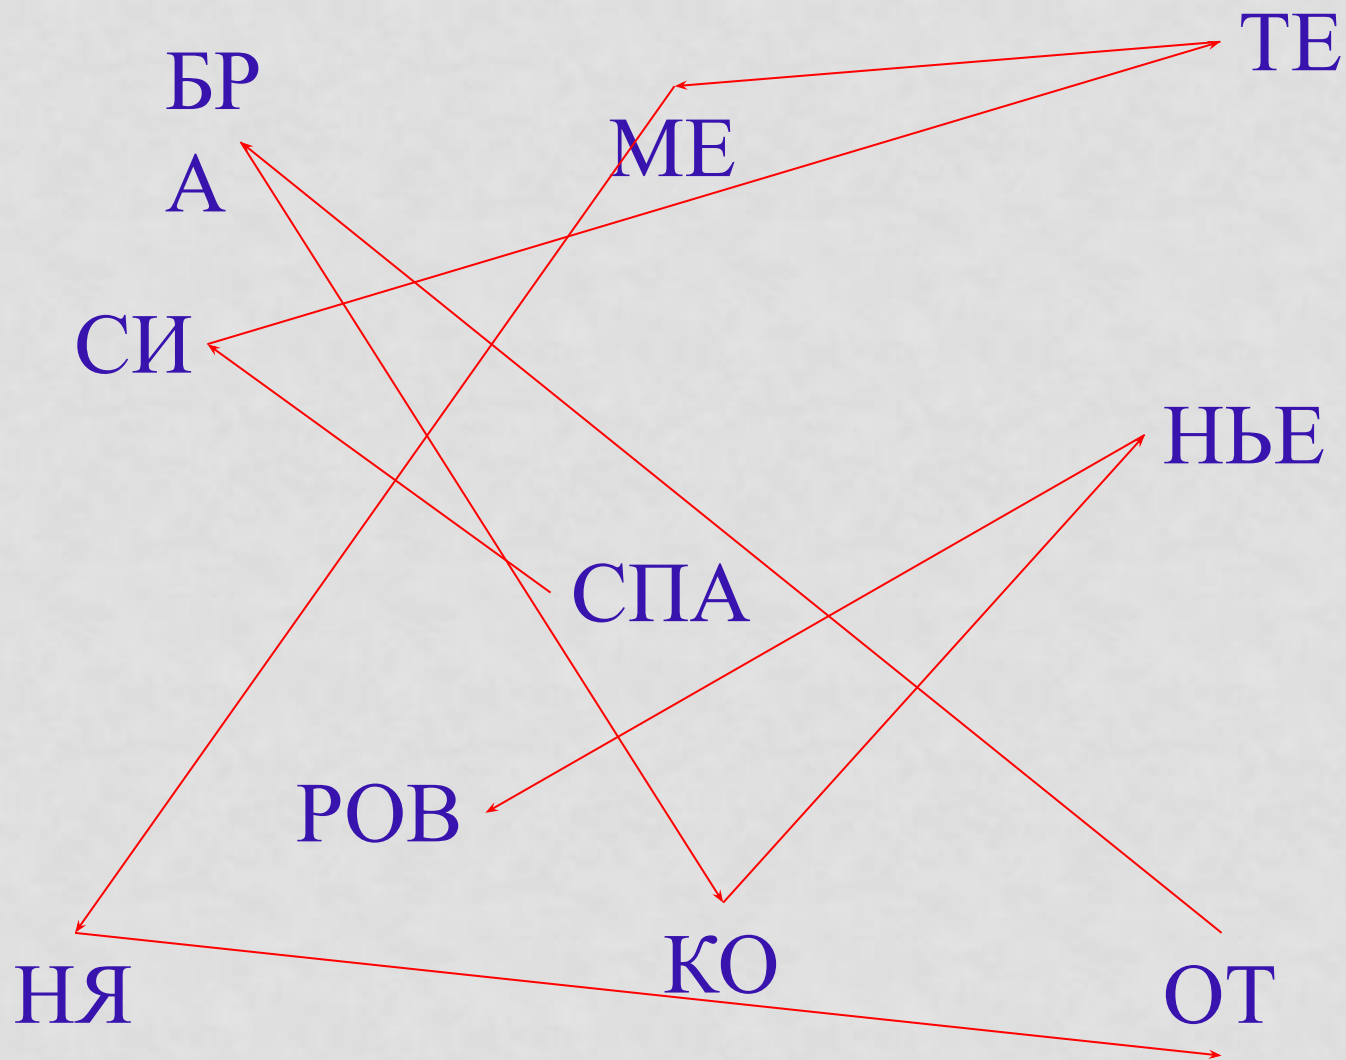 ТЕ
БР
А
МЕ
СИ
НЬЕ
СПА
РОВ
КО
НЯ
ОТ